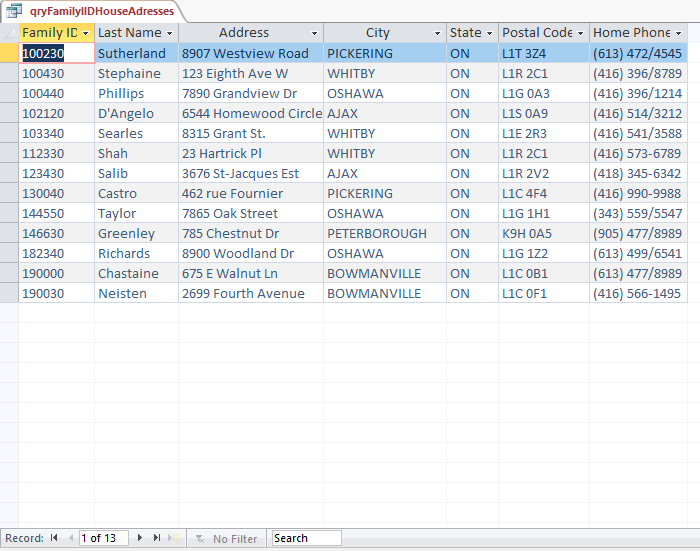 qryFamilyIDHouseAdresses
Family ID Last Name Address City State Postal Code Home Phone
100230 Sutherland 8907 Westview Road PICKERING ON L1T 3Z4 (613) 472/4545
100430 Stephaine 123 Eighth Ave W WHITBY ON L1R 2C1 (416) 396/8789
100440 Phillips 7890 Grandview Dr OSHAWA ON L1G 0A3 (416) 396/1214
102120 D'Angelo 6544 Homewood Circle AJAX ON L1S 0A9 (416) 514/3212
103340 Searles 8315 Grant St. WHITBY ON L1E 2R3 (416) 541/3588
112330 Shah 23 Hartrick Pl WHITBY ON L1R 2C1 (416) 573-6789
123430 Salib 3676 St-Jacques Est AJAX ON L1R 2V2 (418) 345-6342
130040 Castro 462 rue Fournier PICKERING ON L1C 4F4 (416) 990-9988
144550 Taylor 7865 Oak Street OSHAWA ON L1G 1H1 (343) 559/5547
146630 Greenley 785 Chestnut Dr PETERBOROUGH ON K9H 0A5 (905) 477/8989
182340 Richards 8900 Woodland Dr OSHAWA ON L1G 1Z2 (613) 499/6541
190000 Chastaine 675 E Walnut Ln BOWMANVILLE ON L1C 0B1 (613) 477/8989
190030 Neisten 2699 Fourth Avenue BOWMANVILLE ON L1C 0F1 (416) 566-1495
Record: 1 of 13 No Filter Search